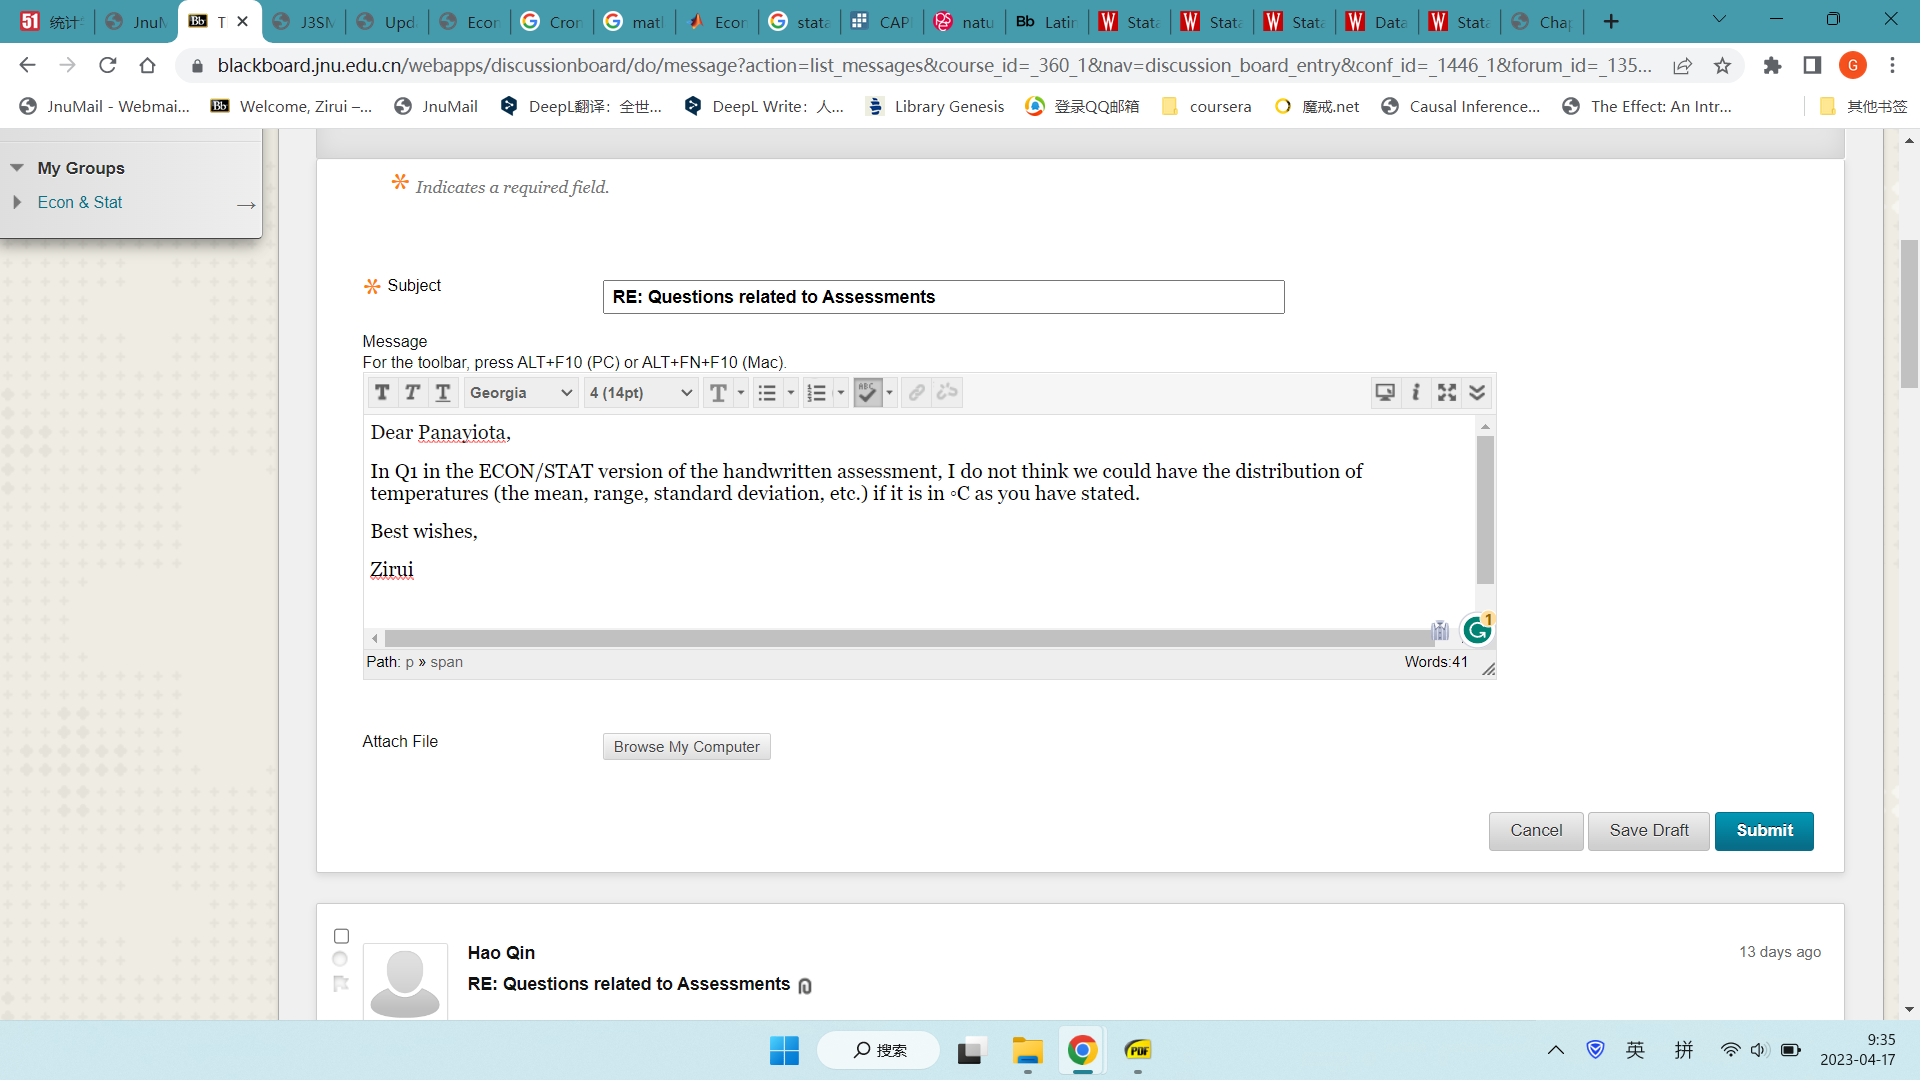 统计
JnuM
T
J3SM
Upda
Econ
Cron
matl
Econ
stata
CAP
natu
Latin
Stata
Stata
Stata
Data
Stata
Chap
blackboard.jnu.edu.cn/webapps/discussionboard/do/message?action=list_messages&course_id=_360_1&nav=discussion_board_entry&conf_id=_1446_1&forum_id=_135...
JnuMail - Webmai...
Welcome, Zirui –...
JnuMail
DeepL翻译：全世...
DeepL Write：人...
Library Genesis
登录QQ邮箱
coursera
魔戒.net
Causal Inference...
The Effect: An Intr...
其他书签
My Groups
Econ & Stat
Indicates a required field.
Subject
RE: Questions related to Assessments
Message
For the toolbar, press ALT+F10 (PC) or ALT+FN+F10 (Mac).
Georgia
4 (14pt)
Dear Panayiota,
In Q1 in the ECON/STAT version of the handwritten assessment, I do not think we could have the distribution of
temperatures (the mean, range, standard deviation, etc.) if it is in ◦C as you have stated.
Best wishes,
Zirui
1
Path: p » span
Words:41
Attach File
Browse My Computer
Cancel
Save Draft
Submit
Hao Qin
13 days ago
RE: Questions related to Assessments
搜索
PDF
英
拼
9:35
2023-04-17